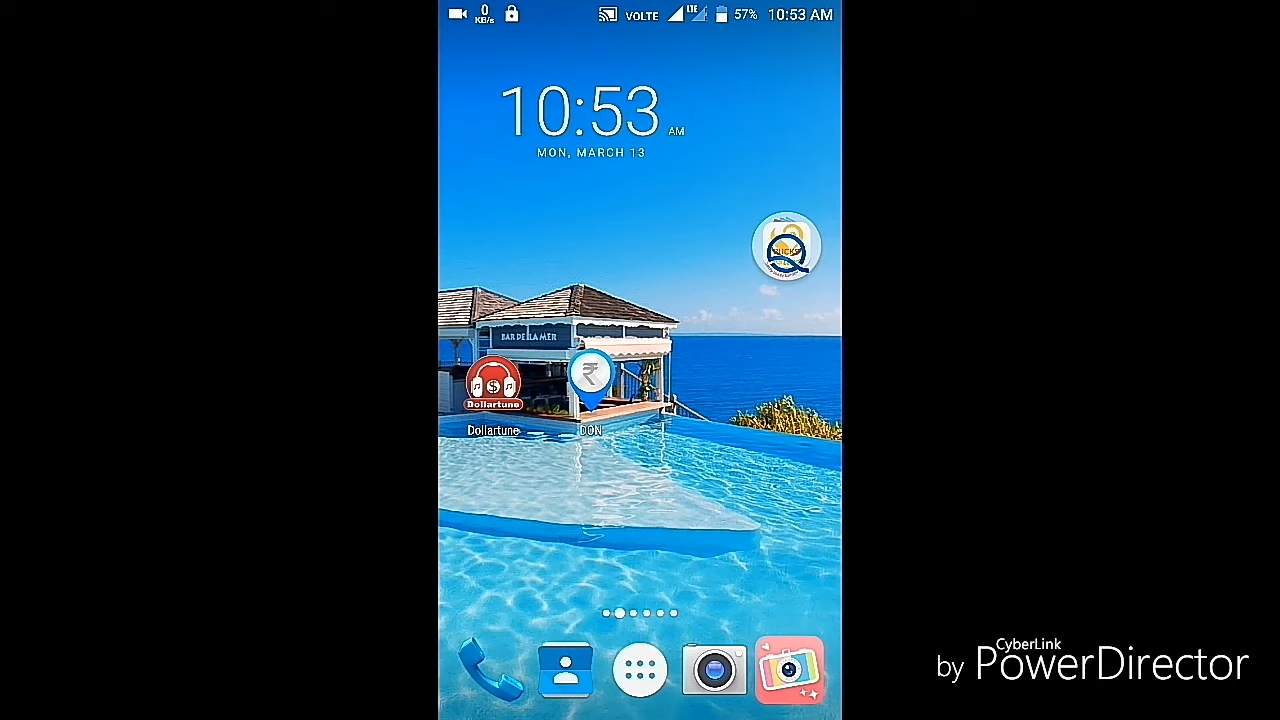 0
KB/s
VOLTE
LTE
57%
10:53 AM
10:53
AM
MON, MARCH 13
BAR DE LA MER
$
Dollartune
₹
Dollartune
DON
CyberLink
by PowerDirector